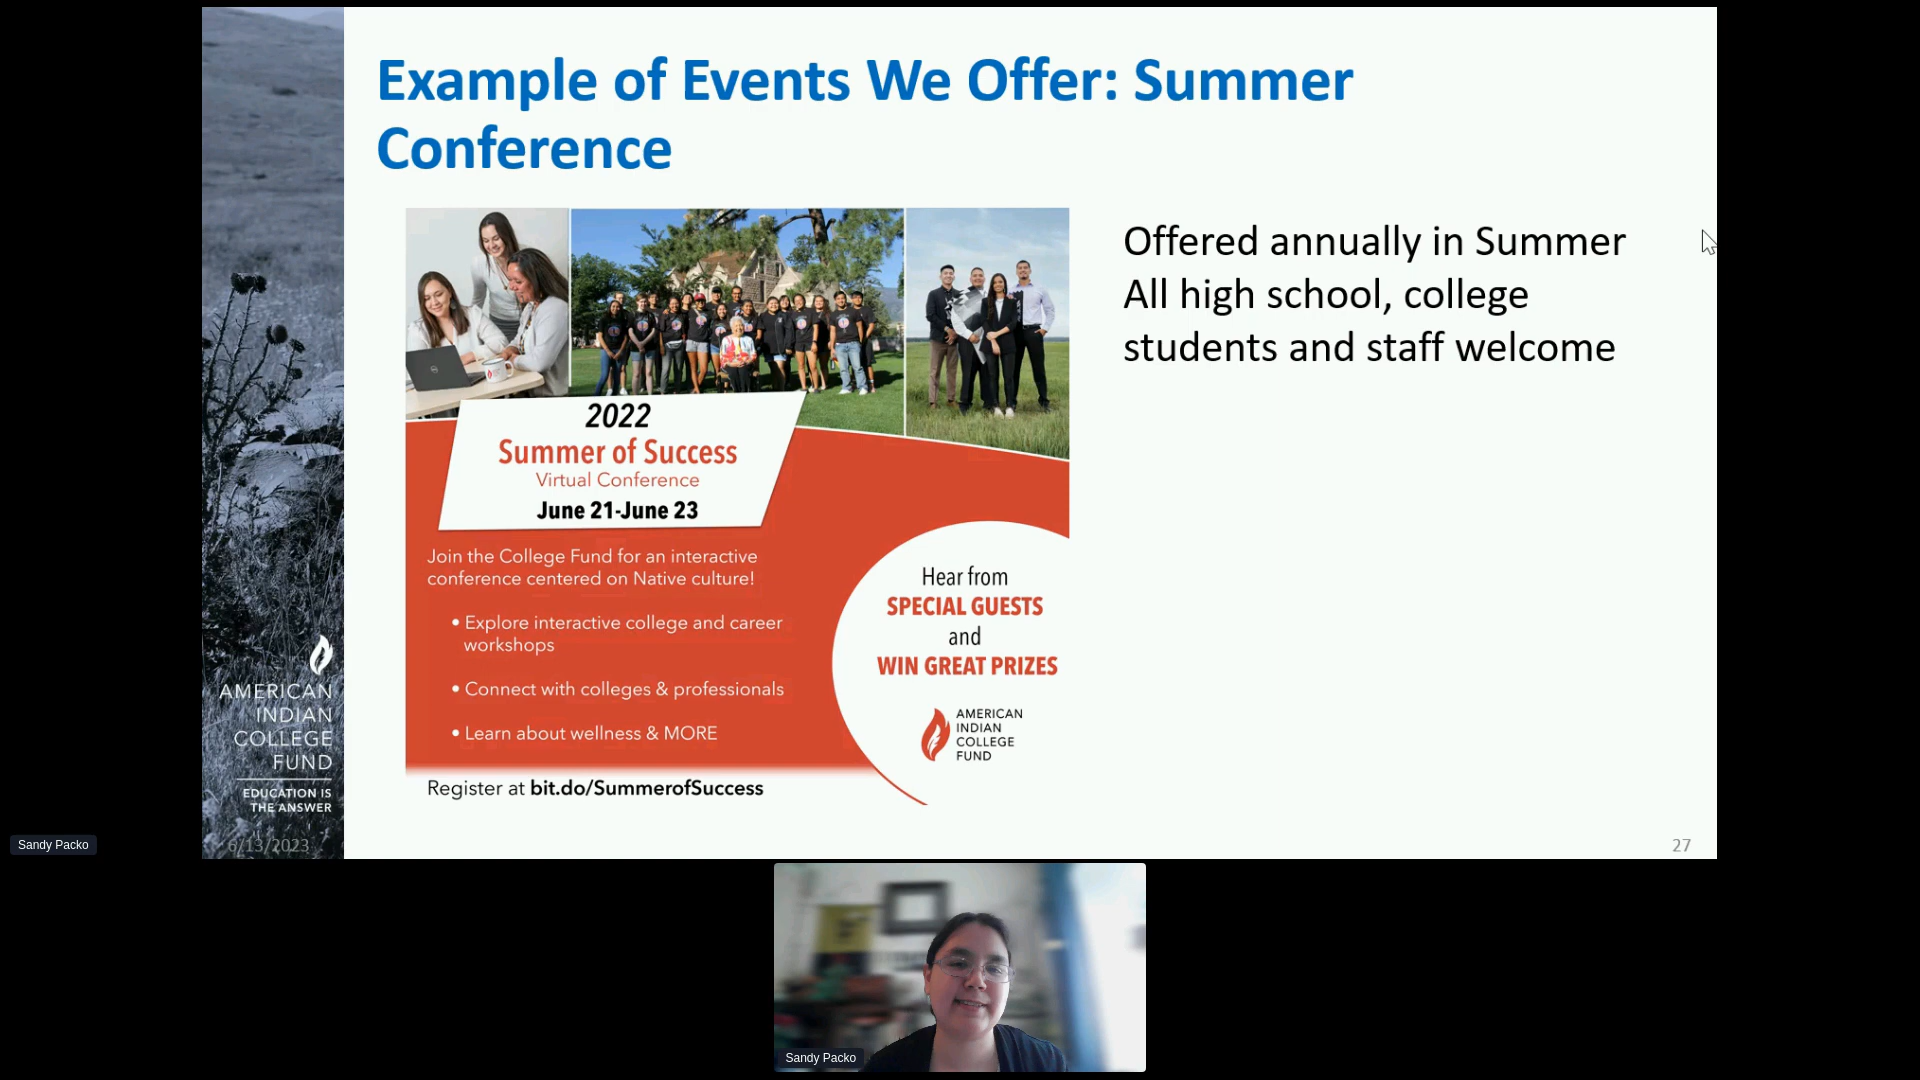 Example of Events We Offer: Summer
Conference
Offered annually in Summer
All high school, college
students and staff welcome
2022
Summer of Success
Virtual Conference
June 21-June 23
Join the College Fund for an interactive
conference centered on Native culture!
• Explore interactive college and career
workshops
• Connect with colleges & professionals
• Learn about wellness & MORE
Register at bit.do/SummerofSuccess
Hear from
SPECIAL GUESTS
and
WIN GREAT PRIZES
AMERICAN
INDIAN
COLLEGE
FUND
AMERICAN
INDIAN
COLLEGE
FUND
EDUCATION IS
THE ANSWER
6/13/2023
27
Sandy Packo
Sandy Packo